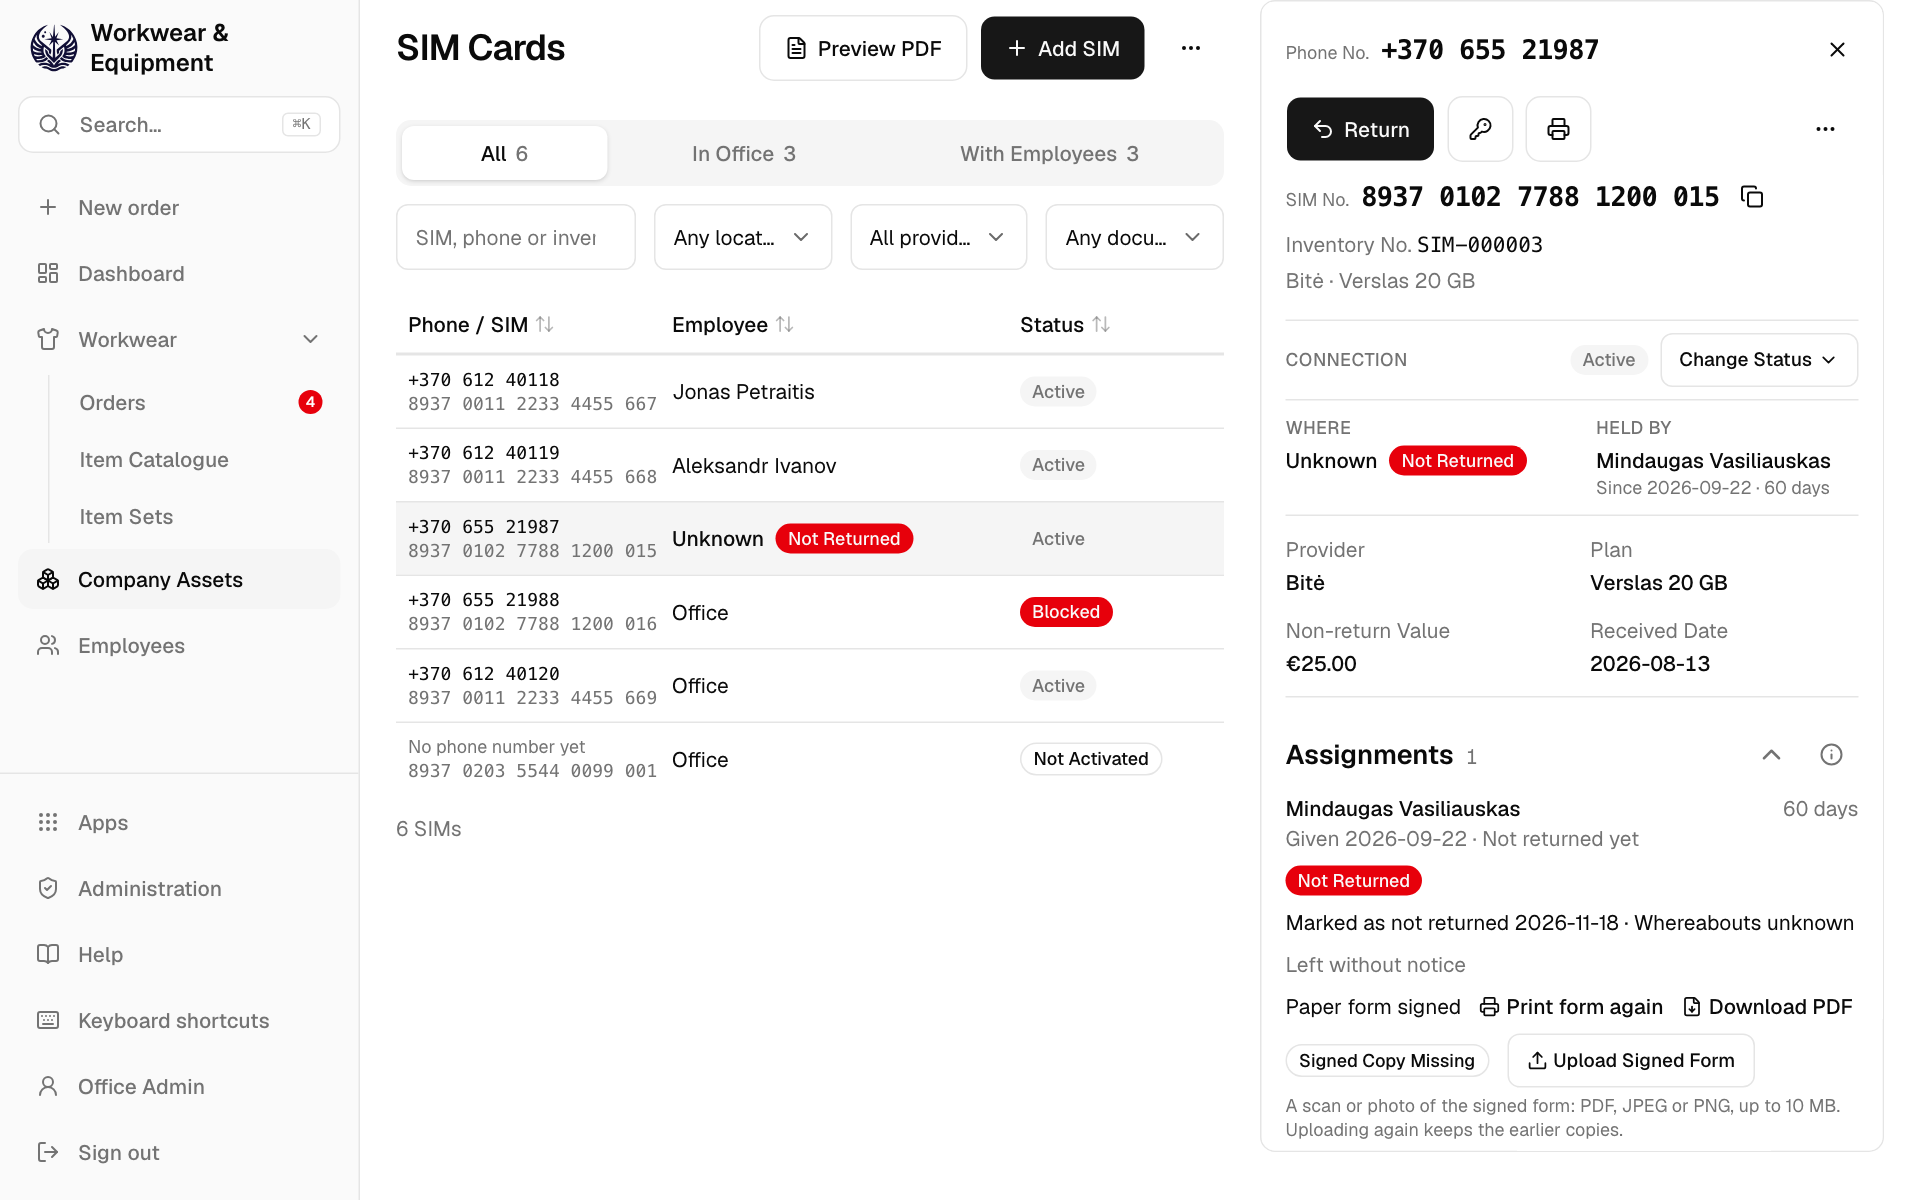 Workwear &
Equipment
Search...
⌘K
New order
Dashboard
Workwear
Orders
4
Item Catalogue
Item Sets
Company Assets
Employees
Apps
Administration
Help
Keyboard shortcuts
Office Admin
Sign out
SIM Cards
Preview PDF
Add SIM
All 6
In Office 3
With Employees 3
SIM, phone or inver
Any locat...
All provid...
Any docu...
Phone / SIM
Employee
Status
+370 612 40118
8937 0011 2233 4455 667
Jonas Petraitis
Active
+370 612 40119
8937 0011 2233 4455 668
Aleksandr Ivanov
Active
+370 655 21987
8937 0102 7788 1200 015
Unknown
Not Returned
Active
+370 655 21988
8937 0102 7788 1200 016
Office
Blocked
+370 612 40120
8937 0011 2233 4455 669
Office
Active
No phone number yet
8937 0203 5544 0099 001
Office
Not Activated
6 SIMs
Phone No. +370 655 21987
Return
SIM No. 8937 0102 7788 1200 015
Inventory No. SIM-000003
Bitė · Verslas 20 GB
CONNECTION
Active
Change Status
WHERE
Unknown
Not Returned
HELD BY
Mindaugas Vasiliauskas
Since 2026-09-22 · 60 days
Provider
Bitė
Plan
Verslas 20 GB
Non-return Value
€25.00
Received Date
2026-08-13
Assignments 1
Mindaugas Vasiliauskas
60 days
Given 2026-09-22 · Not returned yet
Not Returned
Marked as not returned 2026-11-18 · Whereabouts unknown
Left without notice
Paper form signed
Print form again
Download PDF
Signed Copy Missing
Upload Signed Form
A scan or photo of the signed form: PDF, JPEG or PNG, up to 10 MB.
Uploading again keeps the earlier copies.